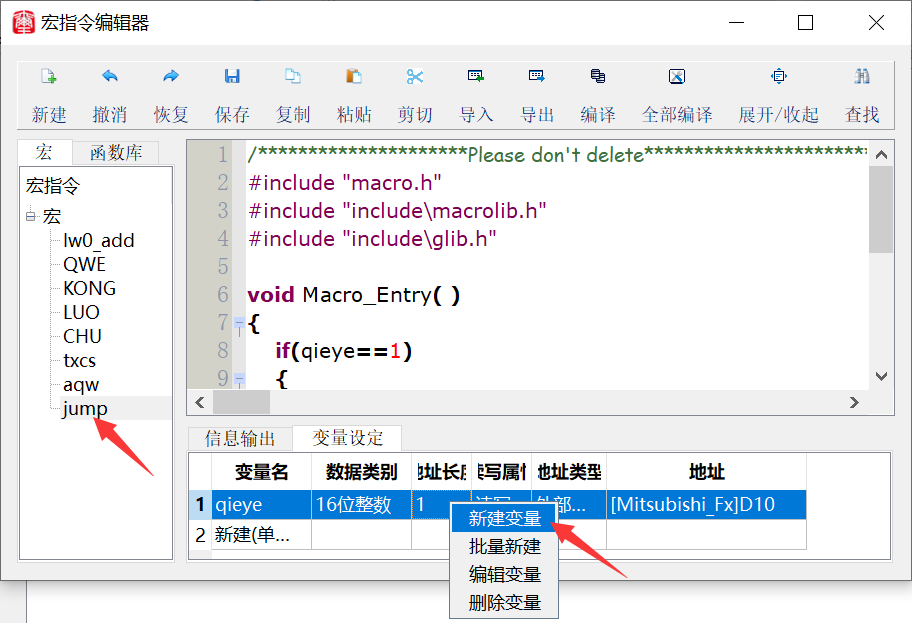 宏指令编辑器
新建 撤消 恢复 保存 复制 粘贴 剪切 导入 导出 编译 全部编译 展开/收起 查找
宏 函数库
宏指令
宏
lw0_add
QWE
KONG
LUO
CHU
txcs
aqw
jump
1 /*********************Please don't delete***********************
2 #include "macro.h"
3 #include "include\macrolib.h"
4 #include "include\glib.h"
5
6 void Macro_Entry( )
7 {
8 if(qieye==1)
9 {
信息输出 变量设定
变量名 数据类别 地址长度 读写属性 地址类型 地址
1 qieye 16位整数 1 读写 外部... [Mitsubishi_Fx]D10
2 新建(单...
新建变量
批量新建
编辑变量
删除变量